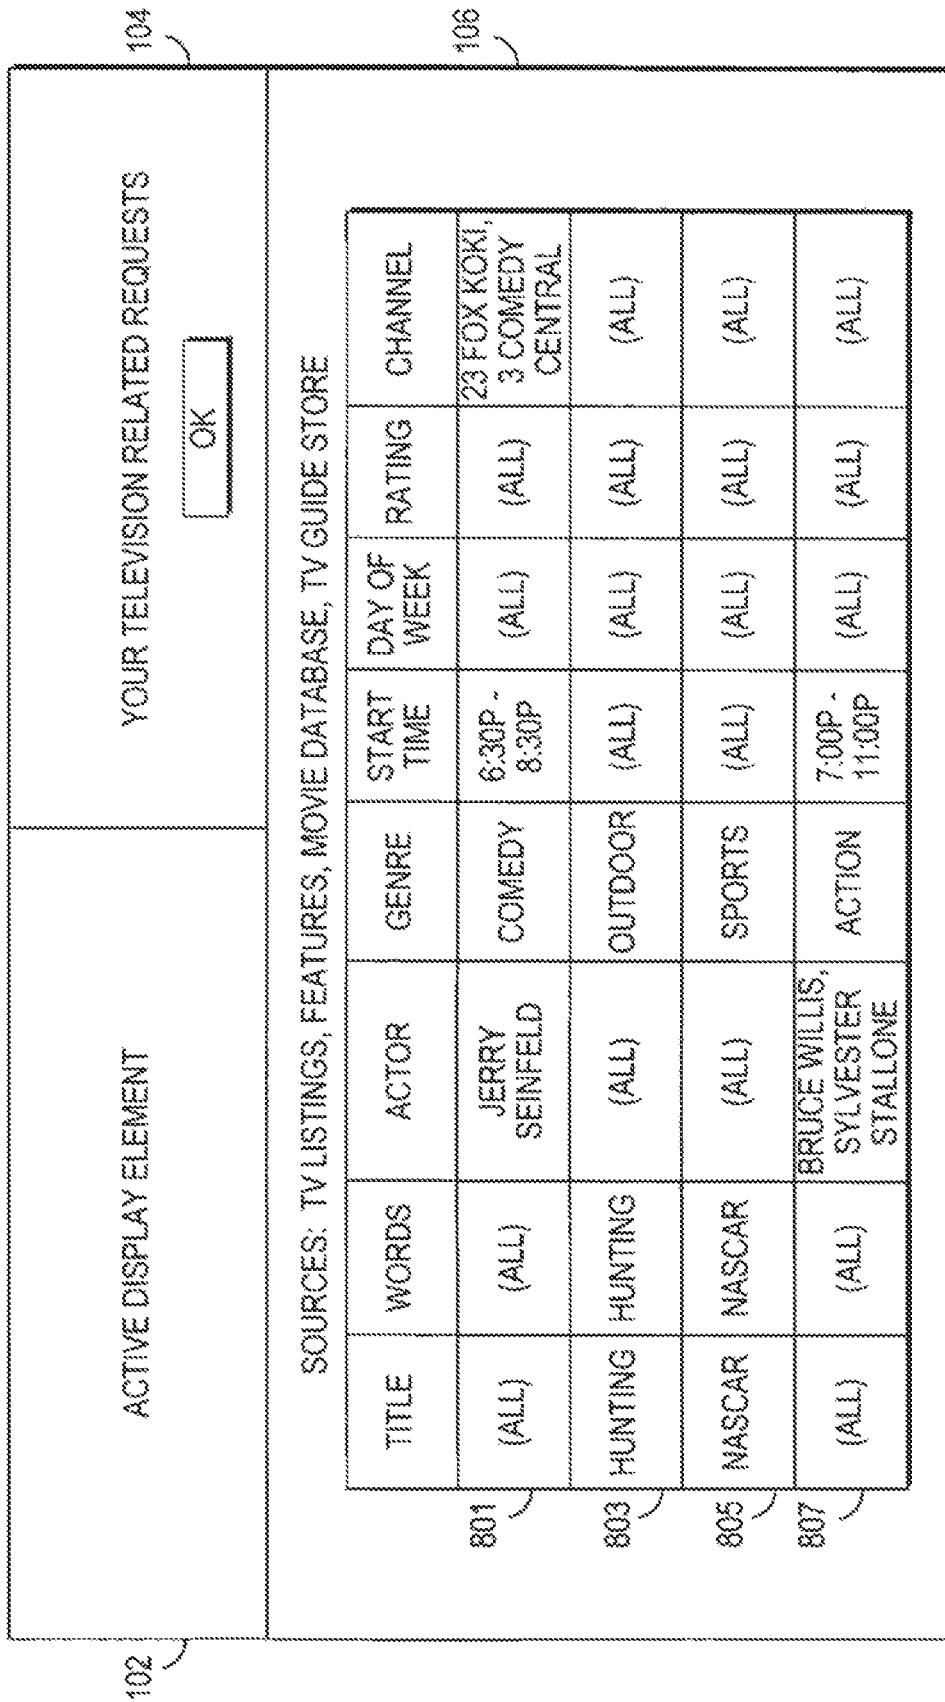 102
ACTIVE DISPLAY ELEMENT
YOUR TELEVISION RELATED REQUESTS
OK
104
SOURCES: TV LISTINGS, FEATURES, MOVIE DATABASE, TV GUIDE STORE
106
TITLE WORDS ACTOR GENRE START TIME DAY OF WEEK RATING CHANNEL
801 (ALL) (ALL) JERRY SEINFELD COMEDY 6:30P - 8:30P (ALL) (ALL) 23 FOX KOKI, 3 COMEDY CENTRAL
803 HUNTING HUNTING (ALL) OUTDOOR (ALL) (ALL) (ALL) (ALL)
805 NASCAR NASCAR (ALL) SPORTS (ALL) (ALL) (ALL) (ALL)
807 (ALL) (ALL) BRUCE WILLIS, SYLVESTER STALLONE ACTION 7:00P - 11:00P (ALL) (ALL) (ALL)